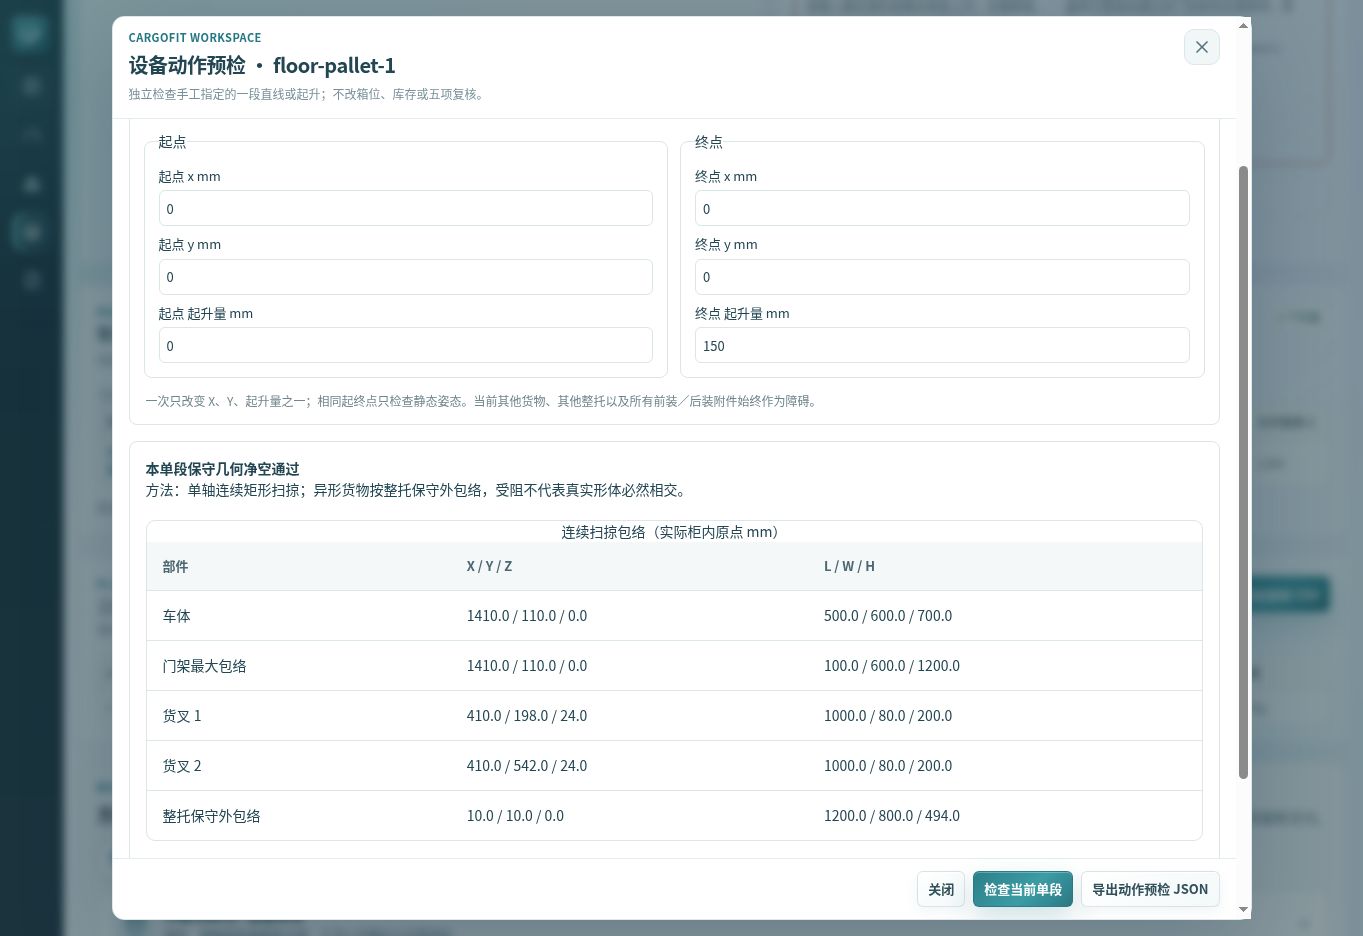 CARGOFIT WORKSPACE
设备动作预检 · floor-pallet-1
独立检查手工指定的一段直线或起升；不改箱位、库存或五项复核。
起点
起点 x mm
0
起点 y mm
0
起点 起升量 mm
0
终点
终点 x mm
0
终点 y mm
0
终点 起升量 mm
150
一次只改变 X、Y、起升量之一；相同起终点只检查静态姿态。当前其他货物、其他整托以及所有前装／后装附件始终作为障碍。
本单段保守几何净空通过
方法：单轴连续矩形扫掠；异形货物按整托保守外包络，受阻不代表真实形体必然相交。
连续扫掠包络（实际柜内原点 mm）
部件 X / Y / Z L / W / H
车体 1410.0 / 110.0 / 0.0 500.0 / 600.0 / 700.0
门架最大包络 1410.0 / 110.0 / 0.0 100.0 / 600.0 / 1200.0
货叉 1 410.0 / 198.0 / 24.0 1000.0 / 80.0 / 200.0
货叉 2 410.0 / 542.0 / 24.0 1000.0 / 80.0 / 200.0
整托保守外包络 10.0 / 10.0 / 0.0 1200.0 / 800.0 / 494.0
关闭 检查当前单段 导出动作预检 JSON